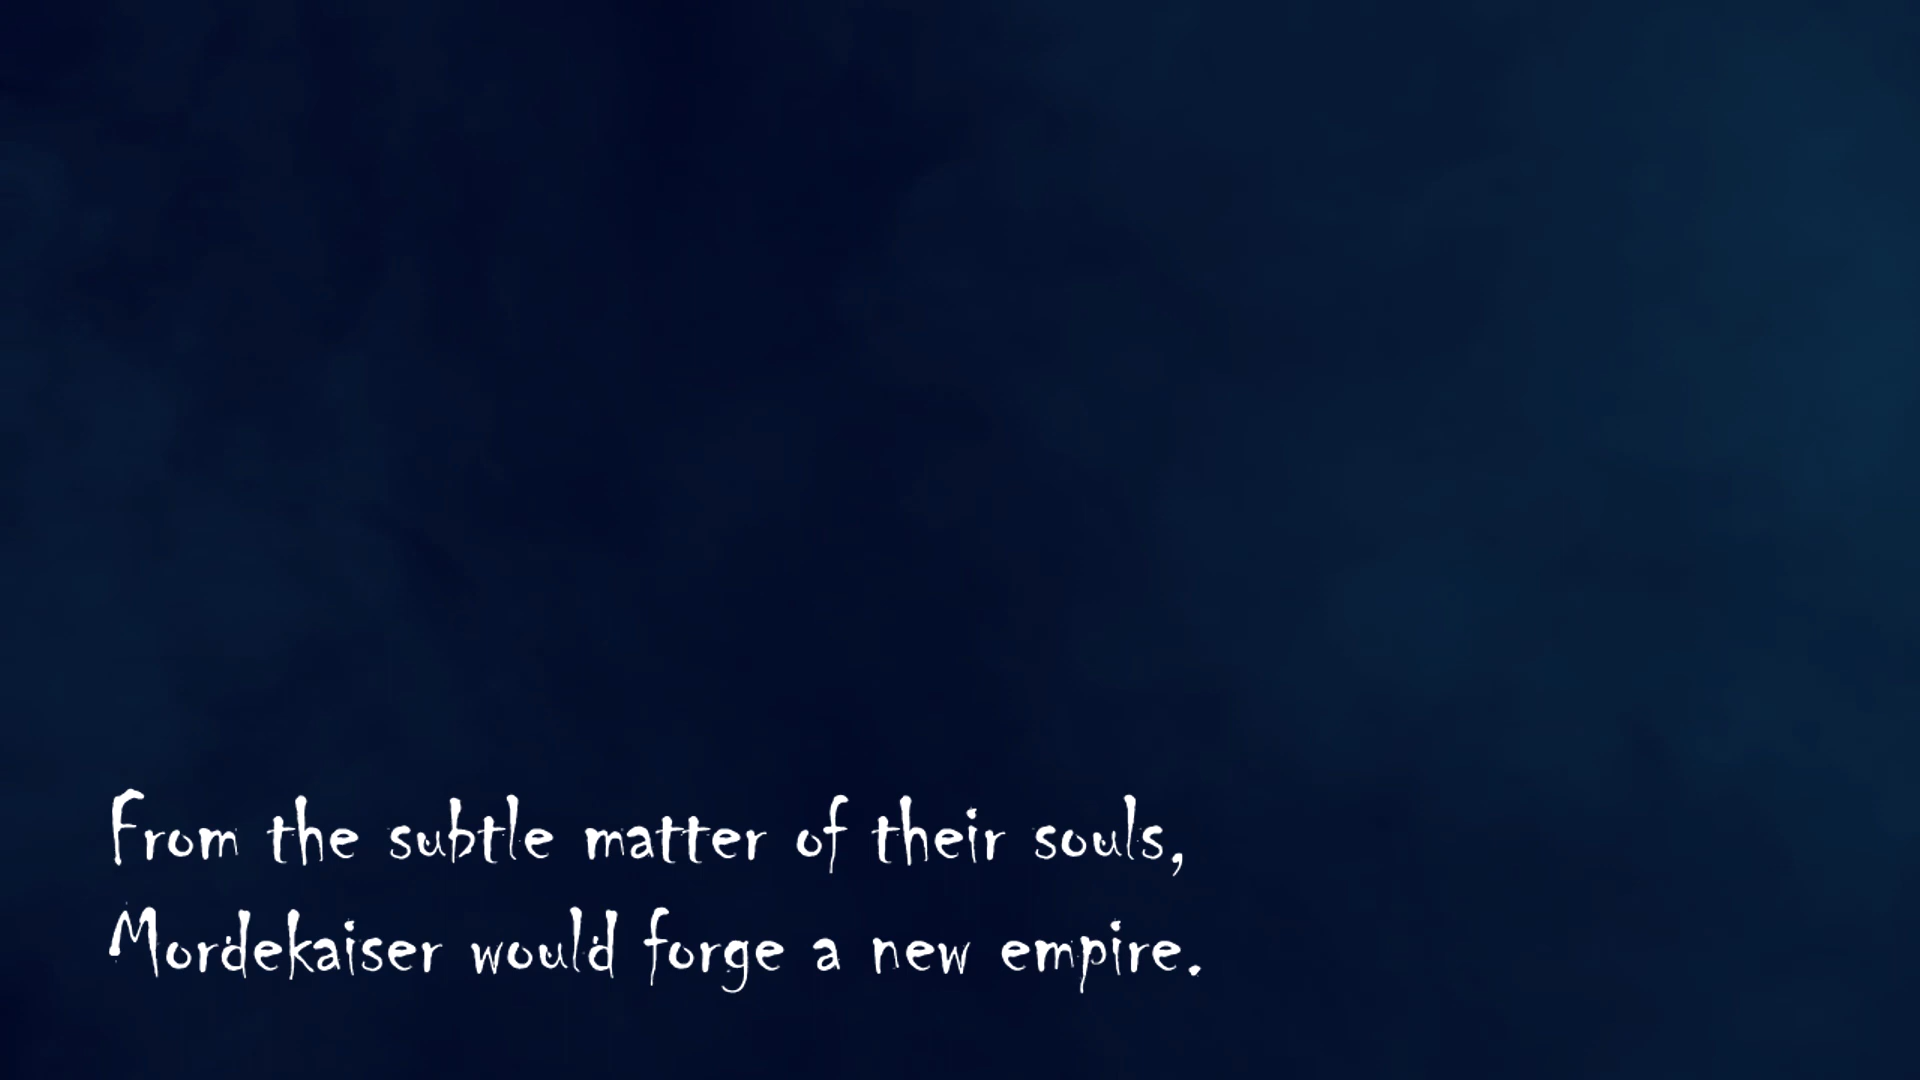 From the subtle matter of their souls,
Mordekaiser would forge a new empire.